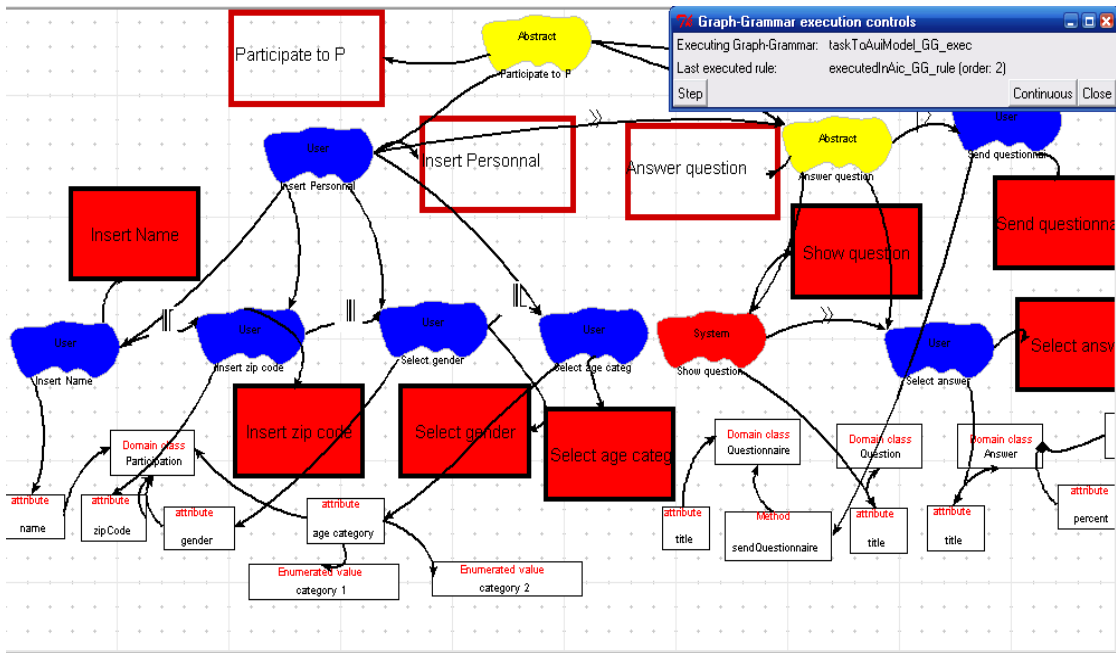 Graph-Grammar execution controls
Executing Graph-Grammar: taskToAuiModel_GG_exec
Last executed rule: executedInAic_GG_rule (order: 2)
Step Continuous Close
Participate to P
Abstract
Participate to P
User
Insert Personnal
Insert Personnal
Answer question
Abstract
Answer question
User
Send questionnai
Insert Name
Show question
Send questionna
User
Insert Name
User
Insert zip code
User
Select gender
User
Select age categ
System
Show question
User
Select answer
Select answ
Insert zip code
Select gender
Select age categ
Domain class
Participation
Domain class
Questionnaire
Domain class
Question
Domain class
Answer
attribute
name
attribute
zipCode
attribute
gender
attribute
age category
attribute
title
Method
sendQuestionnaire
attribute
title
attribute
title
attribute
percent
Enumerated value
category 1
Enumerated value
category 2